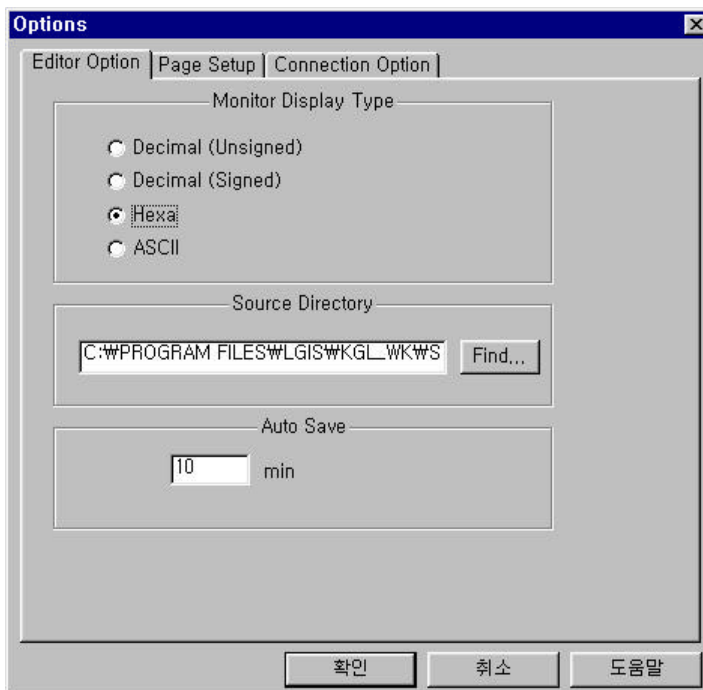 Options
Editor Option Page Setup Connection Option
Monitor Display Type
Decimal (Unsigned)
Decimal (Signed)
Hexa
ASCII
Source Directory
C:₩PROGRAM FILES₩LGIS₩KGL_WK₩S Find...
Auto Save
10 min
확인 취소 도움말